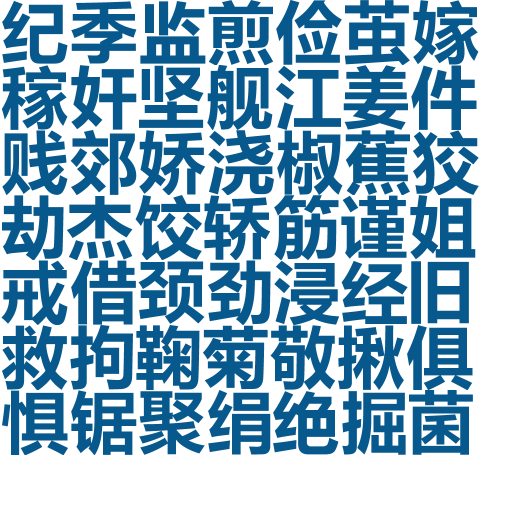 纪季监煎俭茧嫁
稼奸坚舰江姜件
贱郊娇浇椒蕉狡
劫杰饺轿筋谨姐
戒借颈劲浸经旧
救拘鞠菊敬揪俱
惧锯聚绢绝掘菌